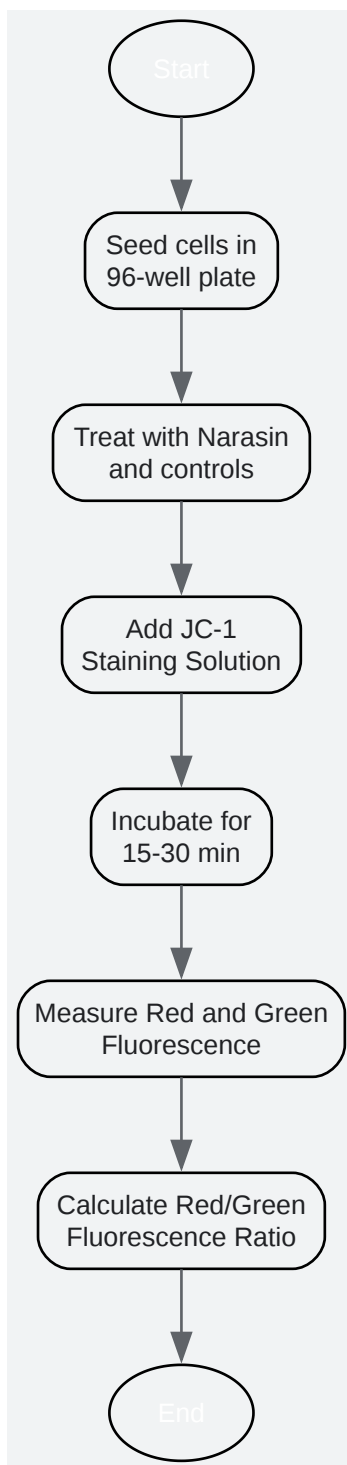 Start
Seed cells in
96-well plate
Treat with Narasin
and controls
Add JC-1
Staining Solution
Incubate for
15-30 min
Measure Red and Green
Fluorescence
Calculate Red/Green
Fluorescence Ratio
End